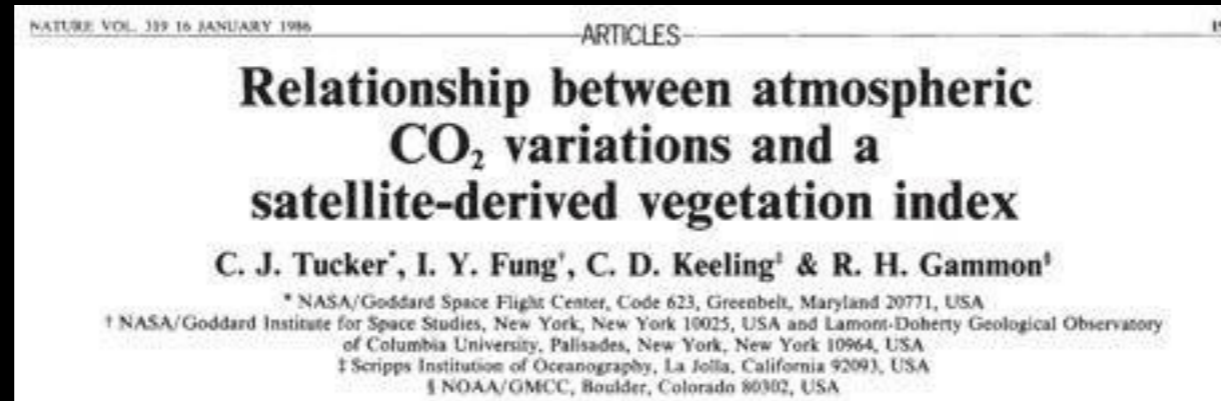 NATURE VOL. 319 16 JANUARY 1986 ARTICLES
Relationship between atmospheric
CO₂ variations and a
satellite-derived vegetation index
C. J. Tucker*, I. Y. Fung†, C. D. Keeling‡ & R. H. Gammon§
* NASA/Goddard Space Flight Center, Code 623, Greenbelt, Maryland 20771, USA
† NASA/Goddard Institute for Space Studies, New York, New York 10025, USA and Lamont-Doherty Geological Observatory
of Columbia University, Palisades, New York, New York 10964, USA
‡ Scripps Institution of Oceanography, La Jolla, California 92093, USA
§ NOAA/GMCC, Boulder, Colorado 80302, USA